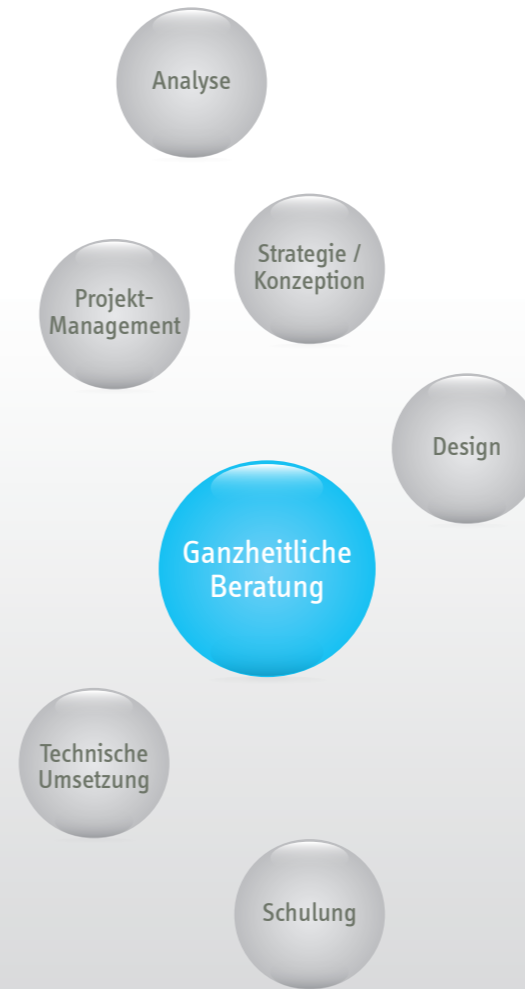 Analyse
Strategie /
Konzeption
Projekt-
Management
Design
Ganzheitliche
Beratung
Technische
Umsetzung
Schulung